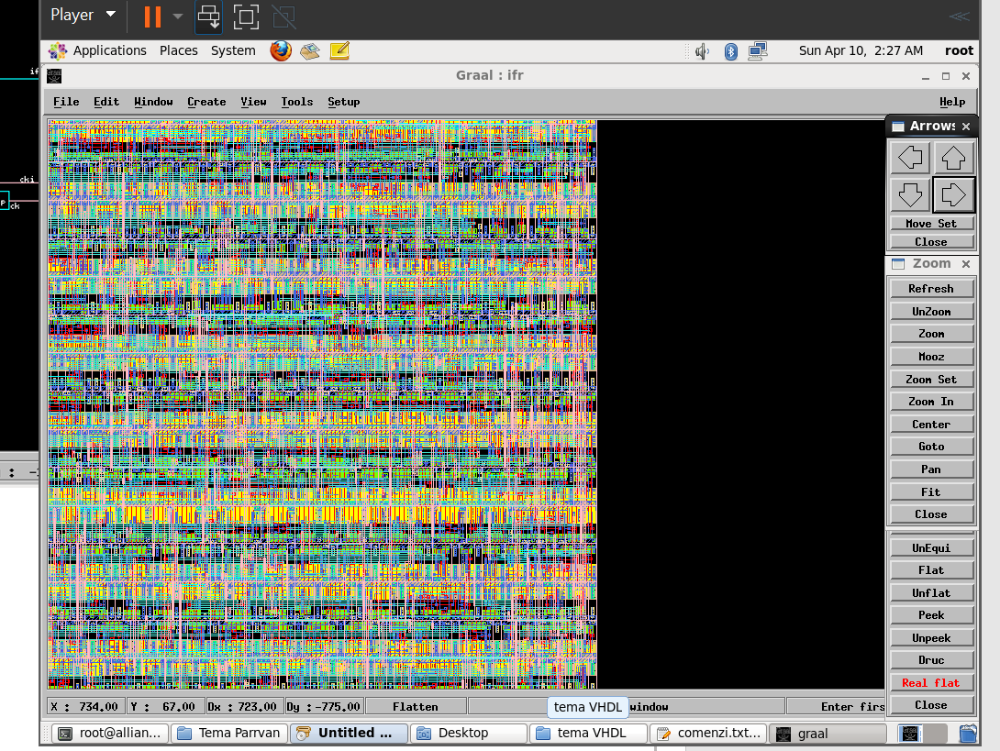 Player
Applications Places System Sun Apr 10, 2:27 AM root
if
Graal : ifr
File Edit Window Create View Tools Setup Help
Arrows
cki
P
ck
Move Set
Close
Zoom
Refresh
UnZoom
Zoom
Mooz
Zoom Set
Zoom In
Center
Goto
Pan
Fit
Close
UnEqui
Flat
Unflat
Peek
Unpeek
Druc
Real flat
Close
X : 734.00 Y : 67.00 Dx : 723.00 Dy :-775.00 Flatten window Enter firs
tema VHDL
root@allian... Tema Parrvan Untitled ... Desktop tema VHDL comenzi.txt... graal